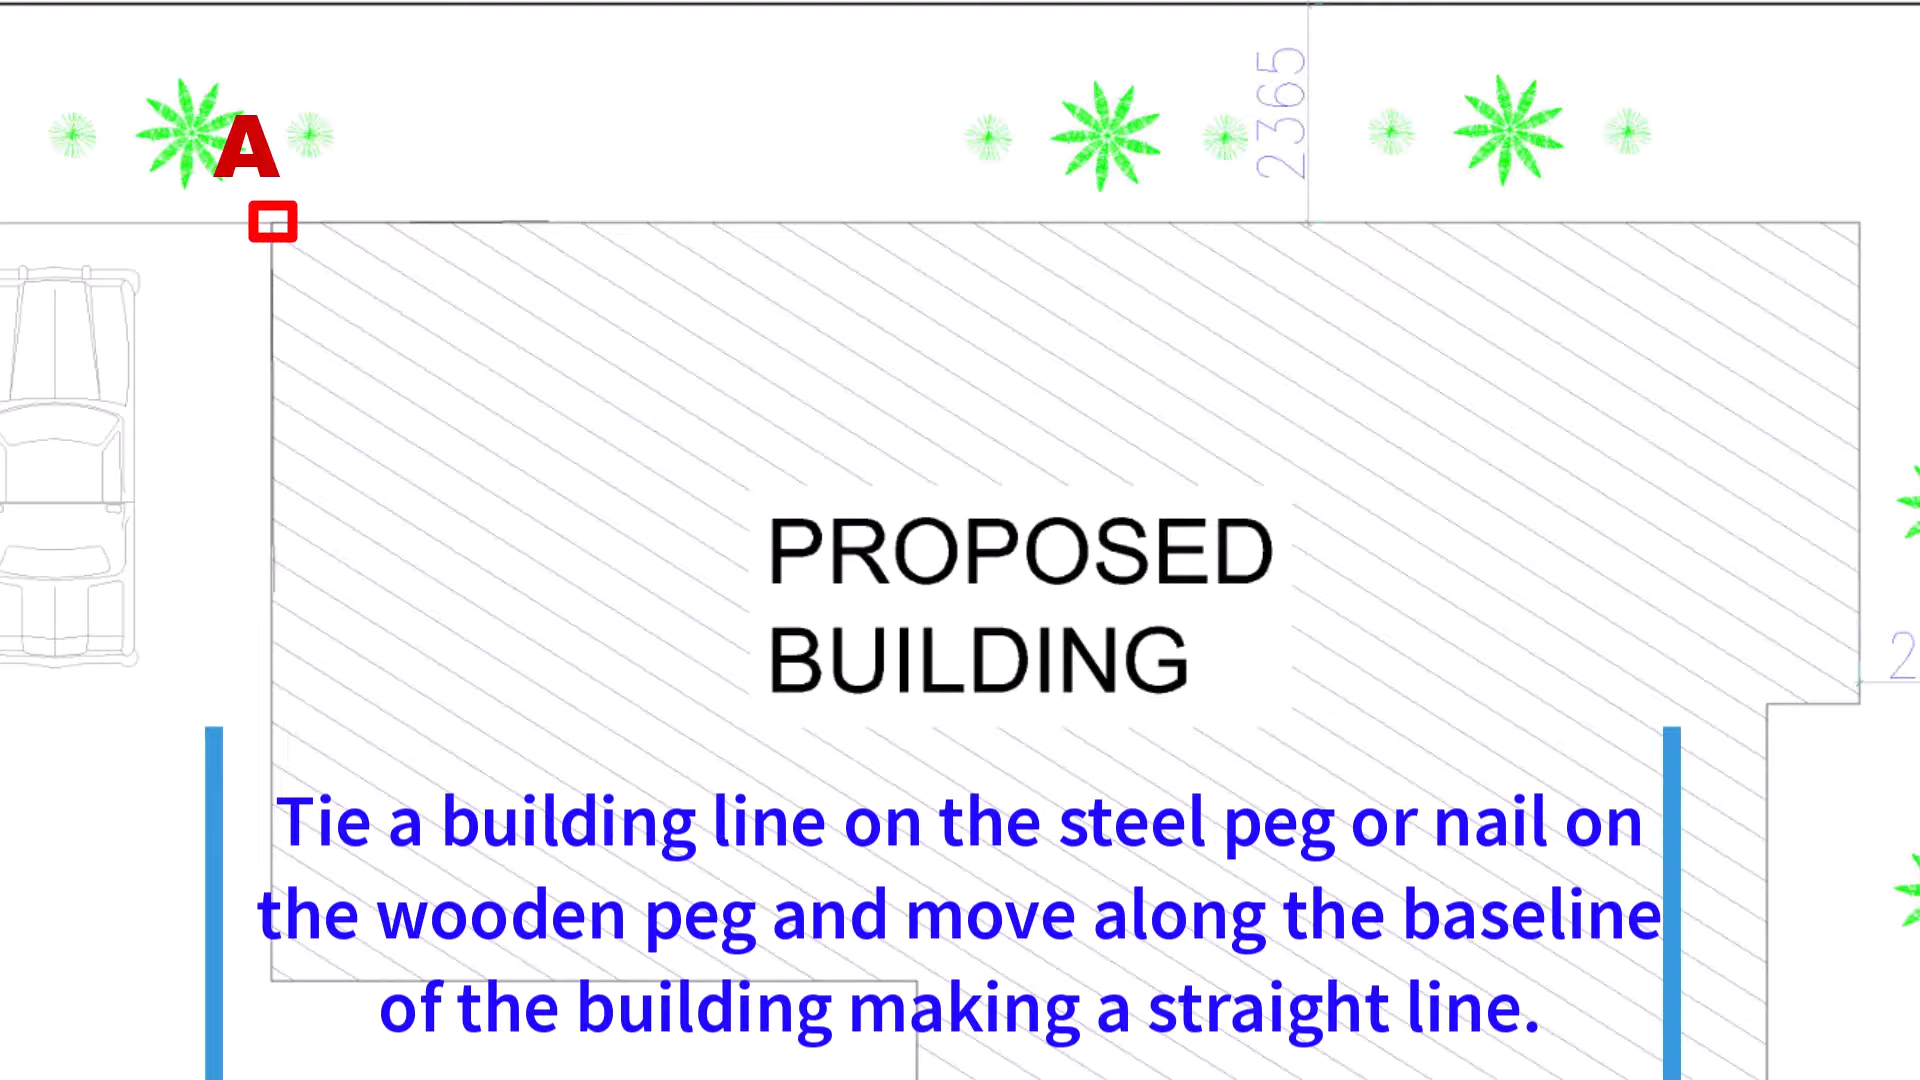 2365
A
PROPOSED
BUILDING
2
Tie a building line on the steel peg or nail on
the wooden peg and move along the baseline
of the building making a straight line.